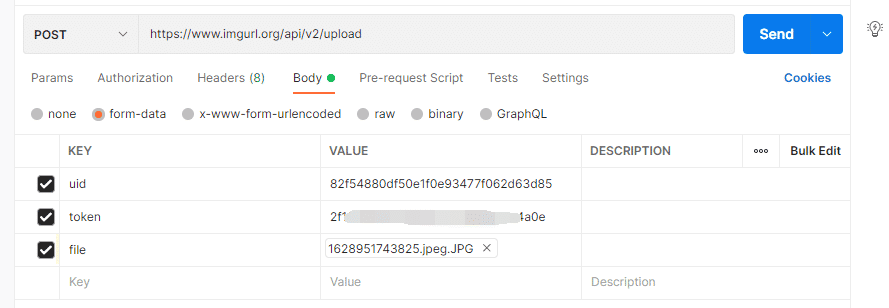 POST https://www.imgurl.org/api/v2/upload Send
Params Authorization Headers (8) Body Pre-request Script Tests Settings Cookies
none form-data x-www-form-urlencoded raw binary GraphQL
KEY VALUE DESCRIPTION ooo Bulk Edit
uid 82f54880df50e1f0e93477f062d63d85
token 2f1 4a0e
file 1628951743825.jpeg.JPG
Key Value Description